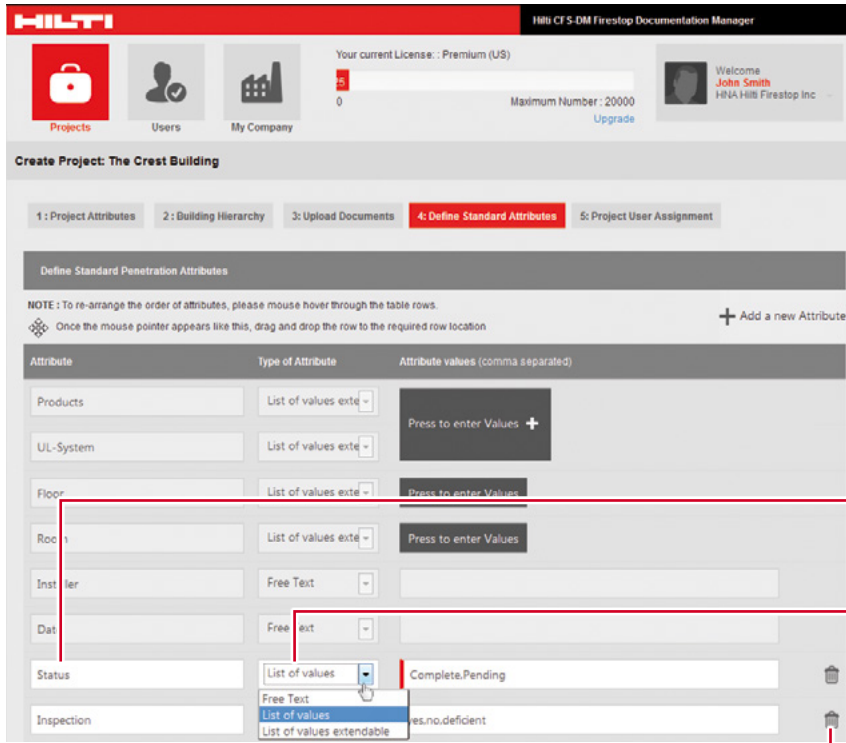 HILTI
Hilti CFS-DM Firestop Documentation Manager
Your current License: : Premium (US)
0
Maximum Number : 20000
Upgrade
Welcome
John Smith
HNA Hilti Firestop Inc
Projects
Users
My Company
Create Project: The Crest Building
1 : Project Attributes
2 : Building Hierarchy
3: Upload Documents
4: Define Standard Attributes
5: Project User Assignment
Define Standard Penetration Attributes
NOTE : To re-arrange the order of attributes, please mouse hover through the table rows.
Once the mouse pointer appears like this, drag and drop the row to the required row location
Add a new Attribute
Attribute
Type of Attribute
Attribute values (comma separated)
Products
List of values exte
Press to enter Values
UL-System
List of values exte
Floor
List of values exte
Press to enter Values
Room
List of values exte
Press to enter Values
Installer
Free Text
Date
Free Text
Status
List of values
Complete,Pending
Free Text
List of values
List of values extendable
Inspection
yes,no,deficient